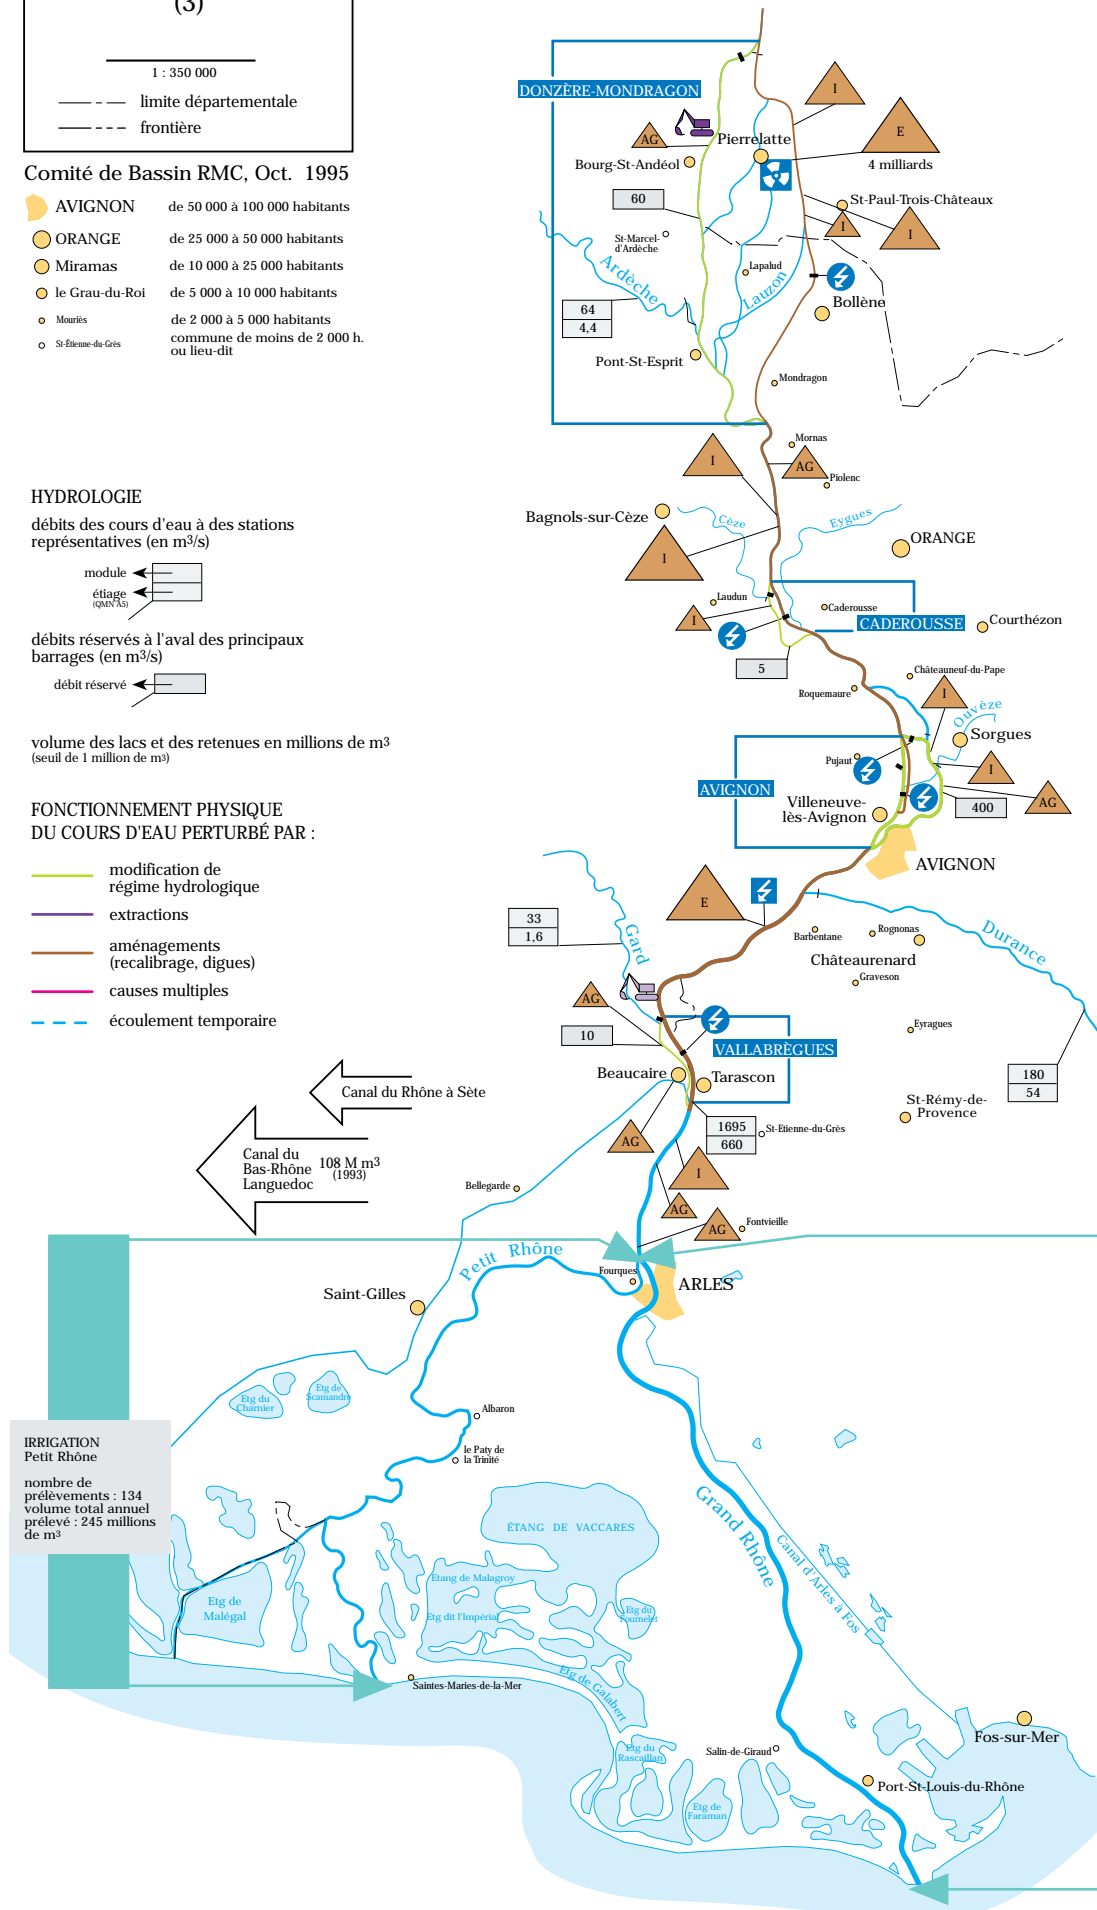 (3)
1 : 350 000
limite départementale
frontière
Comité de Bassin RMC, Oct. 1995
AVIGNON de 50 000 à 100 000 habitants
ORANGE de 25 000 à 50 000 habitants
Miramas de 10 000 à 25 000 habitants
le Grau-du-Roi de 5 000 à 10 000 habitants
Mouriès de 2 000 à 5 000 habitants
St-Étienne-du-Grès commune de moins de 2 000 h.
ou lieu-dit
HYDROLOGIE
débits des cours d'eau à des stations
représentatives (en m³/s)
module
étiage
(QMN A5)
débits réservés à l'aval des principaux
barrages (en m³/s)
débit réservé
volume des lacs et des retenues en millions de m³
(seuil de 1 million de m³)
FONCTIONNEMENT PHYSIQUE
DU COURS D'EAU PERTURBÉ PAR :
modification de
régime hydrologique
extractions
aménagements
(recalibrage, digues)
causes multiples
écoulement temporaire
DONZÈRE-MONDRAGON
I
E
4 milliards
AG
Pierrelatte
Bourg-St-Andéol
60
St-Paul-Trois-Châteaux
I
I
St-Marcel-
d'Ardèche
Ardèche
Lapalud
Lauzon
Bollène
64
4,4
Pont-St-Esprit
Mondragon
Mornas
I
AG
Piolenc
Bagnols-sur-Cèze
Cèze
Eygues
ORANGE
I
Laudun
I
Caderousse
CADEROUSSE
Courthézon
5
Châteauneuf-du-Pape
Roquemaure
I
Ouvèze
Sorgues
Pujaut
I
AVIGNON
Villeneuve-
lès-Avignon
400
AG
AVIGNON
E
33
1,6
Gard
Barbentane
Rognonas
Durance
Châteaurenard
Graveson
AG
Eyragues
10
VALLABRÈGUES
Beaucaire
Tarascon
180
54
Canal du Rhône à Sète
St-Rémy-de-
Provence
AG
1695
660
St-Etienne-du-Grès
Canal du
Bas-Rhône
Languedoc
108 M m³
(1993)
I
Bellegarde
AG
AG
Fontvieille
Petit Rhône
Fourques
ARLES
Saint-Gilles
Etg du
Charnier
Etg de
Scamandre
Albaron
le Paty de
la Trinité
IRRIGATION
Petit Rhône
nombre de
prélèvements : 134
volume total annuel
prélevé : 245 millions
de m³
Grand Rhône
ÉTANG DE VACCARES
Canal d'Arles à Fos
Etang de Malagroy
Etg de
Malégal
Etg dit l'Impérial
Etg du
Fournelet
Etg de Galabert
Saintes-Maries-de-la-Mer
Etg du
Rascaillan
Salin-de-Giraud
Fos-sur-Mer
Port-St-Louis-du-Rhône
Etg de
Faraman